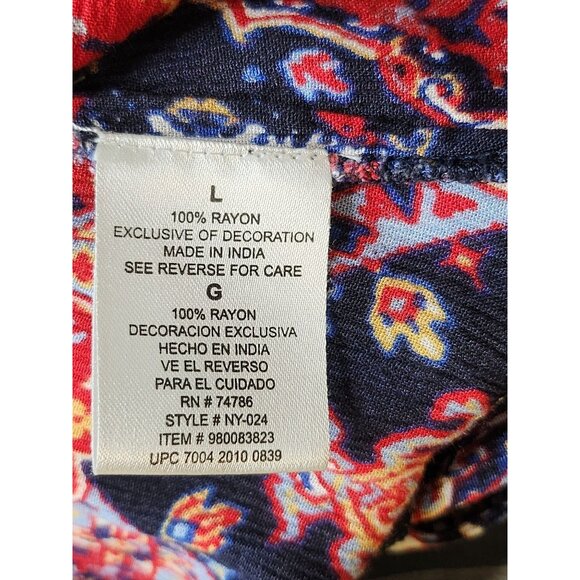 L
100% RAYON
EXCLUSIVE OF DECORATION
MADE IN INDIA
SEE REVERSE FOR CARE
G
100% RAYON
DECORACION EXCLUSIVA
HECHO EN INDIA
VE EL REVERSO
PARA EL CUIDADO
RN # 74786
STYLE # NY-024
ITEM # 980083823
UPC 7004 2010 0839